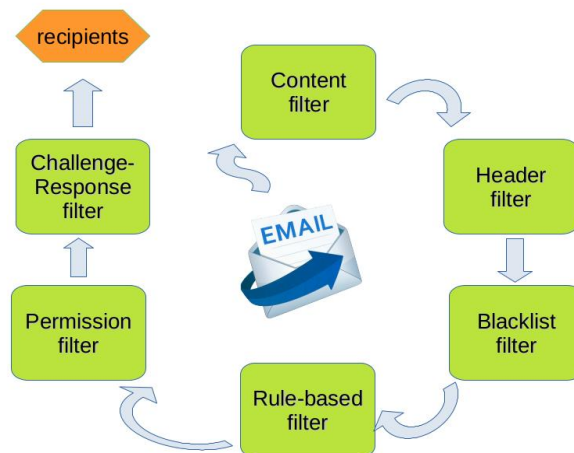 recipients
Content
filter
Challenge-
Response
filter
Header
filter
EMAIL
Permission
filter
Blacklist
filter
Rule-based
filter